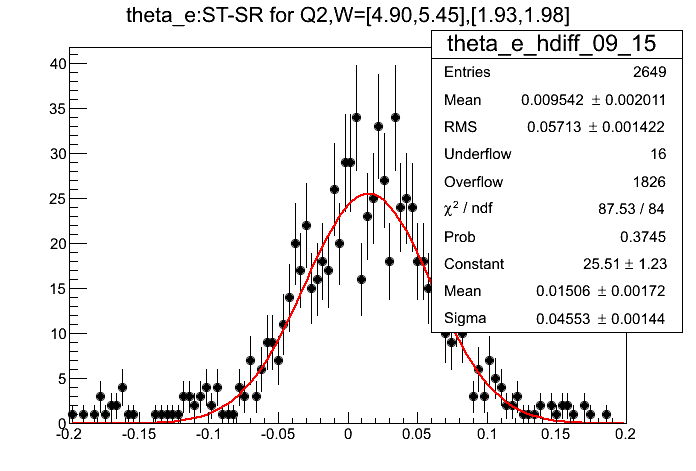 theta_e:ST-SR for Q2,W=[4.90,5.45],[1.93,1.98]
theta_e_hdiff_09_15
Entries 2649
Mean 0.009542 ± 0.002011
RMS 0.05713 ± 0.001422
Underflow 16
Overflow 1826
χ² / ndf 87.53 / 84
Prob 0.3745
Constant 25.51 ± 1.23
Mean 0.01506 ± 0.00172
Sigma 0.04553 ± 0.00144
40
35
30
25
20
15
10
5
0
-0.2 -0.15 -0.1 -0.05 0 0.05 0.1 0.15 0.2